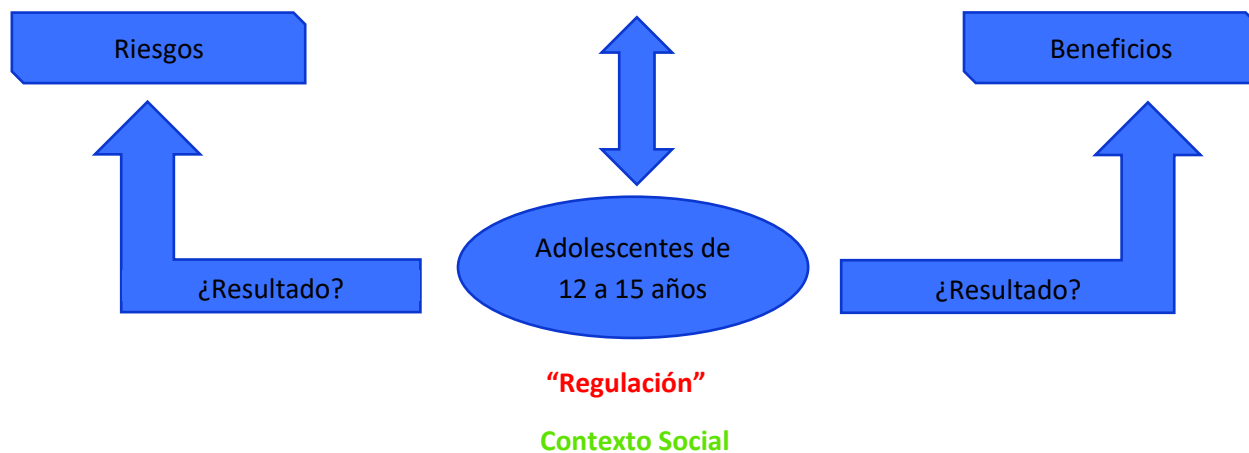 Riesgos
Beneficios
Adolescentes de
12 a 15 años
¿Resultado?
¿Resultado?
“Regulación”
Contexto Social